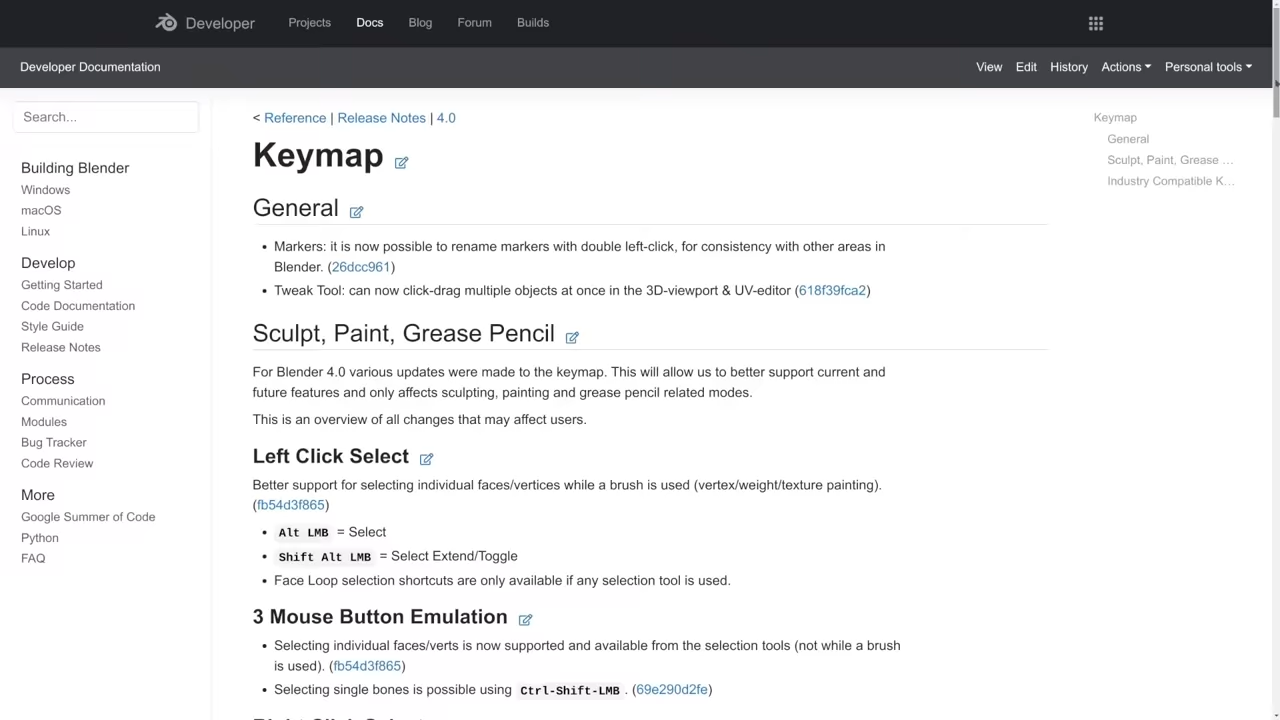 Developer Projects Docs Blog Forum Builds
Developer Documentation View Edit History Actions Personal tools
Search...
Building Blender
Windows
macOS
Linux
Develop
Getting Started
Code Documentation
Style Guide
Release Notes
Process
Communication
Modules
Bug Tracker
Code Review
More
Google Summer of Code
Python
FAQ
< Reference | Release Notes | 4.0
Keymap
General
• Markers: it is now possible to rename markers with double left-click, for consistency with other areas in
Blender. (26dcc961)
• Tweak Tool: can now click-drag multiple objects at once in the 3D-viewport & UV-editor (618f39fca2)
Sculpt, Paint, Grease Pencil
For Blender 4.0 various updates were made to the keymap. This will allow us to better support current and
future features and only affects sculpting, painting and grease pencil related modes.
This is an overview of all changes that may affect users.
Left Click Select
Better support for selecting individual faces/vertices while a brush is used (vertex/weight/texture painting).
(fb54d3f865)
• Alt LMB = Select
• Shift Alt LMB = Select Extend/Toggle
• Face Loop selection shortcuts are only available if any selection tool is used.
3 Mouse Button Emulation
• Selecting individual faces/verts is now supported and available from the selection tools (not while a brush
is used). (fb54d3f865)
• Selecting single bones is possible using Ctrl-Shift-LMB . (69e290d2fe)
Right Click Select
Keymap
General
Sculpt, Paint, Grease ...
Industry Compatible K...